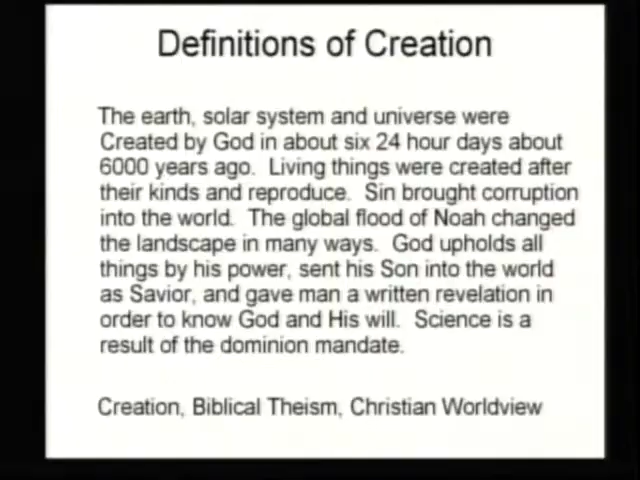 Definitions of Creation
The earth, solar system and universe were
Created by God in about six 24 hour days about
6000 years ago.  Living things were created after
their kinds and reproduce.  Sin brought corruption
into the world.  The global flood of Noah changed
the landscape in many ways.  God upholds all
things by his power, sent his Son into the world
as Savior, and gave man a written revelation in
order to know God and His will.  Science is a
result of the dominion mandate.
Creation, Biblical Theism, Christian Worldview